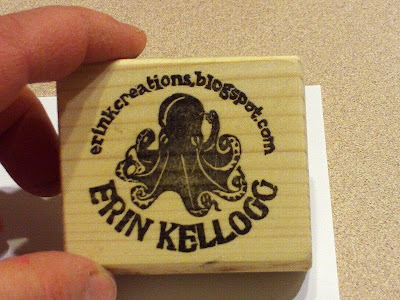 erinkcreations.blogspot.com
ERIN KELLOGG